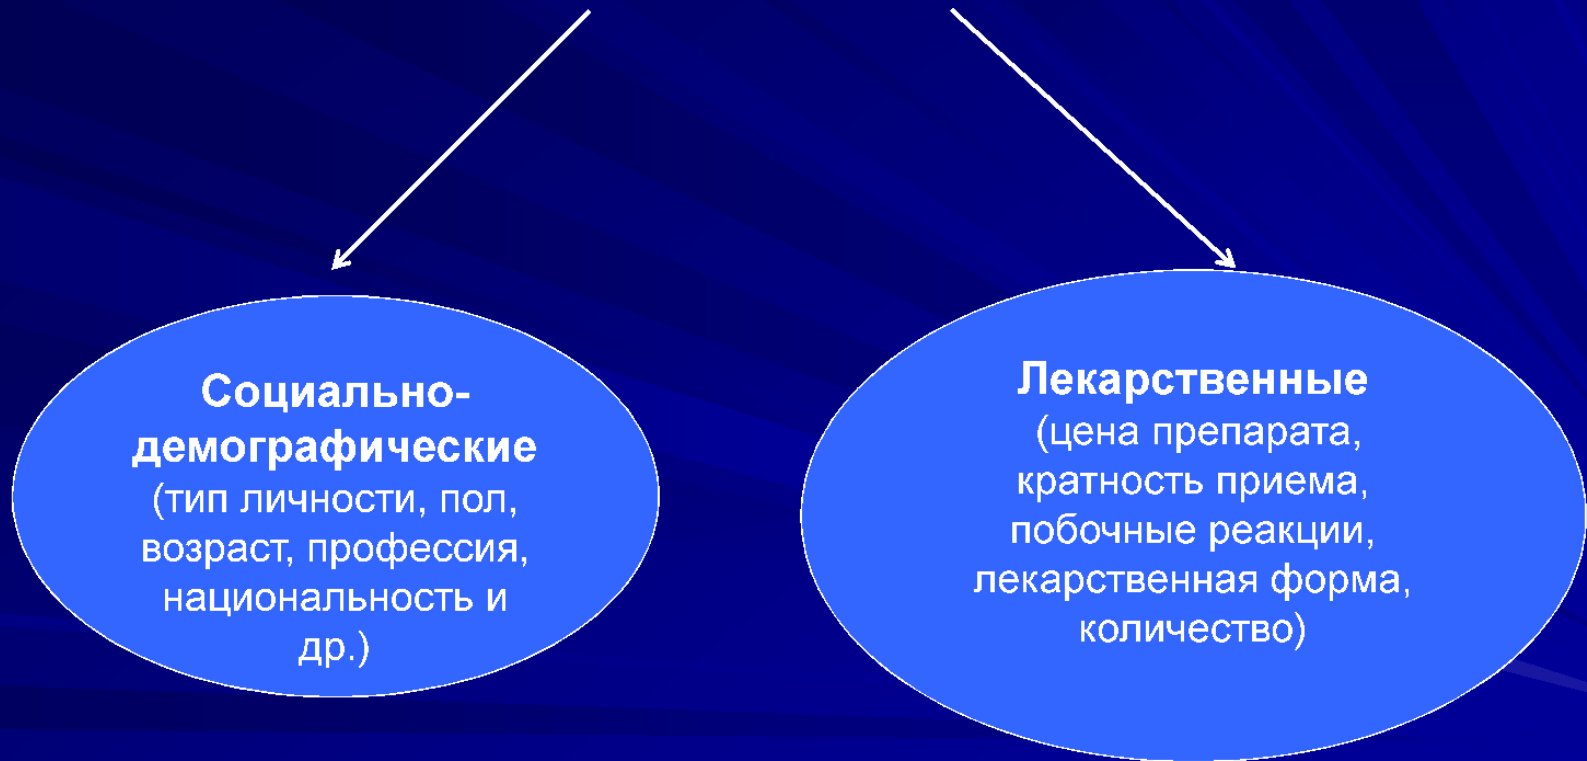 Социально-
демографические
(тип личности, пол,
возраст, профессия,
национальность и
др.)
Лекарственные
(цена препарата,
кратность приема,
побочные реакции,
лекарственная форма,
количество)